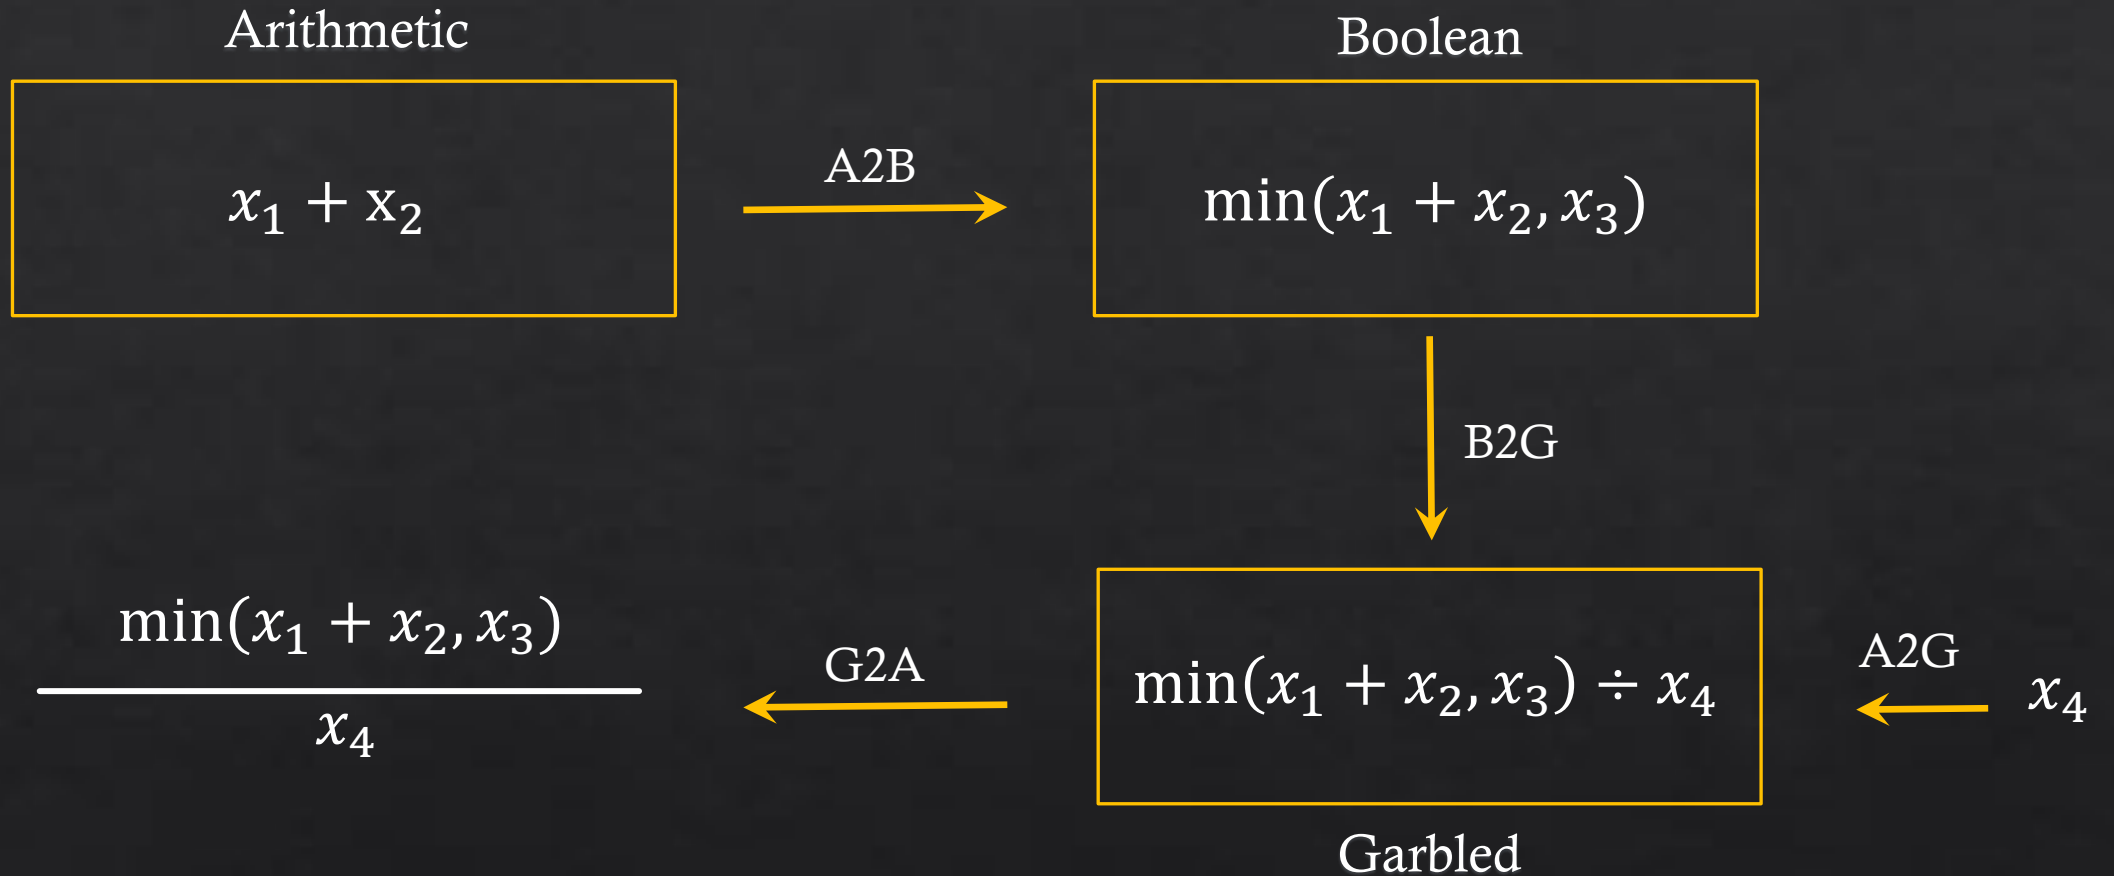 Arithmetic
x₁ + x₂
A2B
Boolean
min(x₁ + x₂, x₃)
B2G
min(x₁ + x₂, x₃) ÷ x₄
Garbled
A2G
x₄
G2A
min(x₁ + x₂, x₃)
x₄